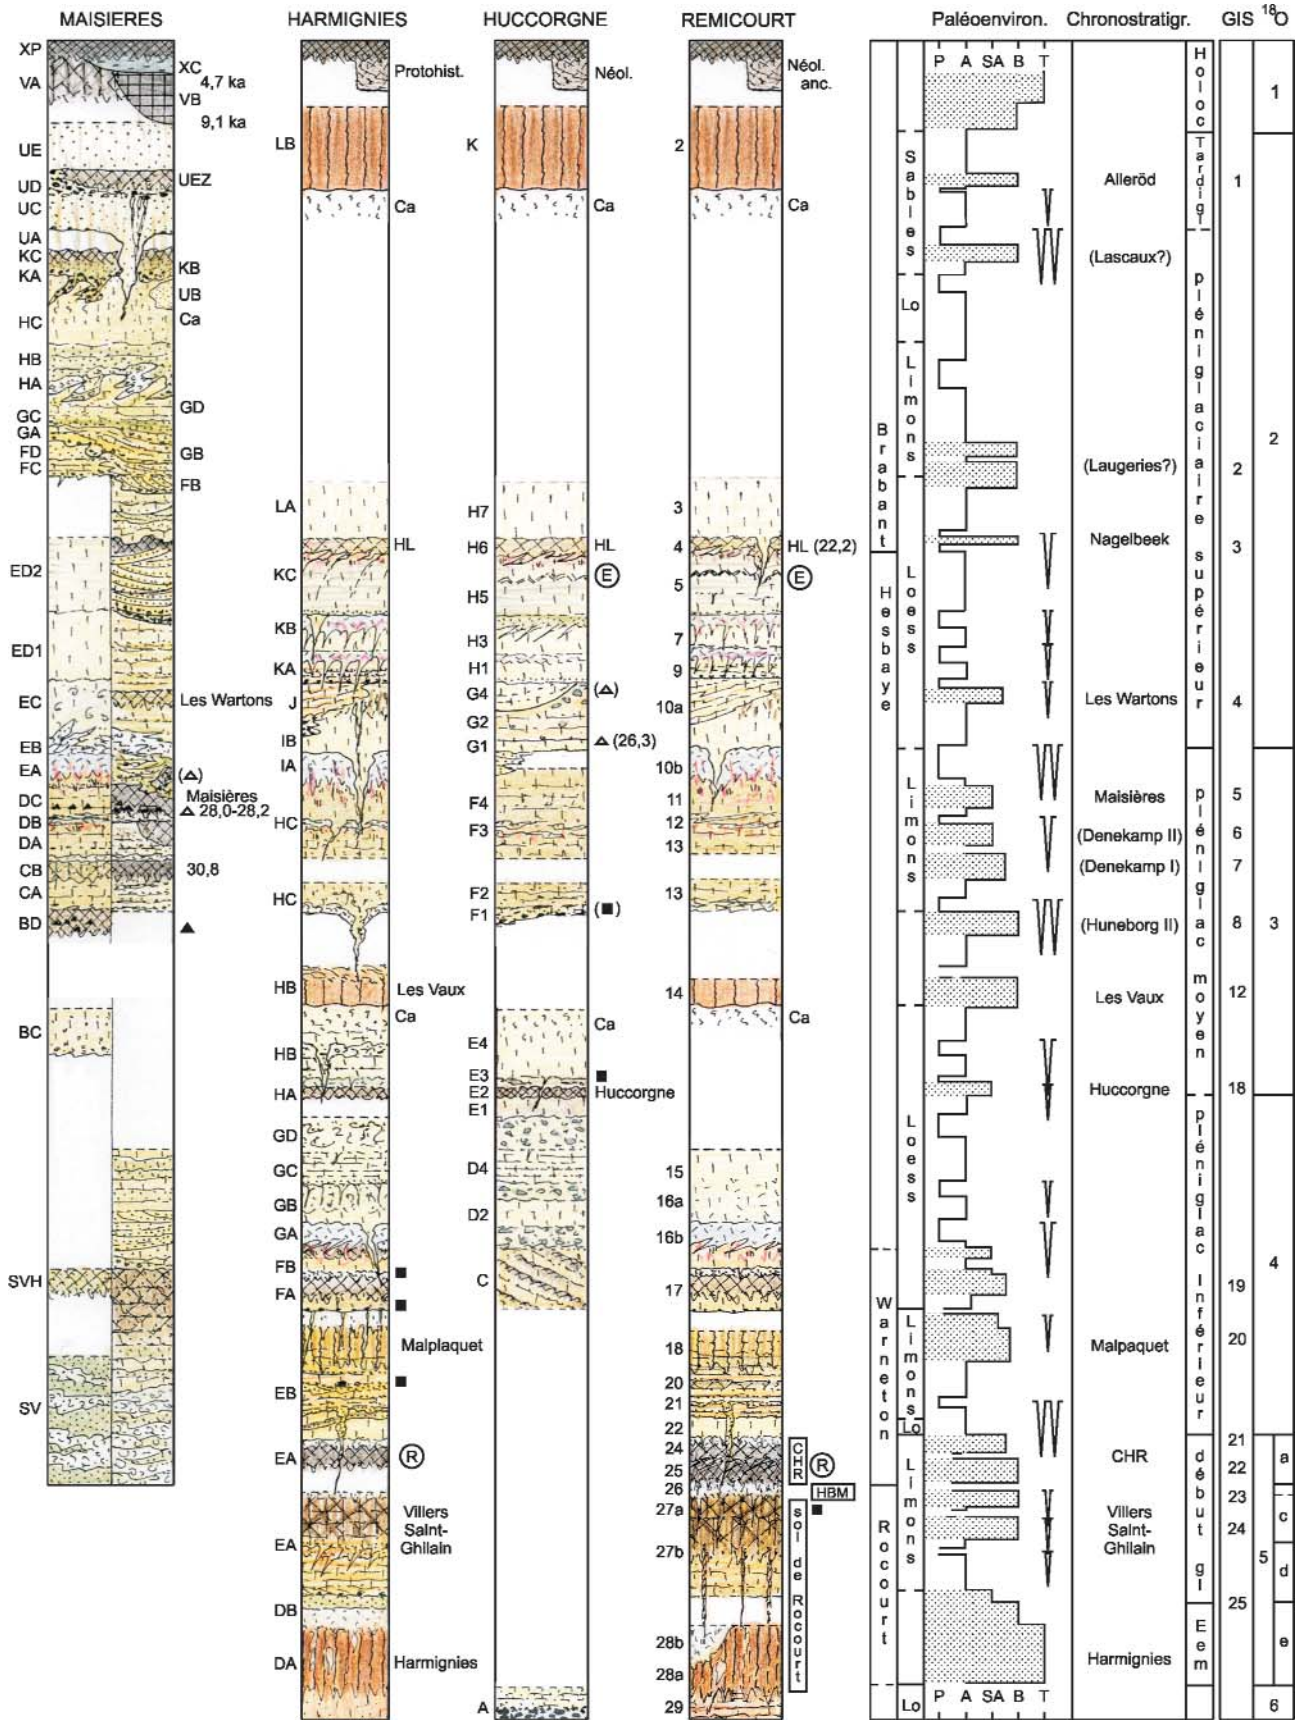 MAISIERES
HARMIGNIES
HUCCORGNE
REMICOURT
Paléoenviron.
Chronostratigr.
GIS
18O
XP
XC
VA
4,7 ka
VB
9,1 ka
UE
UEZ
UD
UC
UA
KC
KB
KA
UB
HC
Ca
HB
HA
GD
GC
GA
FD
GB
FC
FB
ED2
ED1
EC
Les Wartons
EB
EA
(▵)
Maisières
DC
▵ 28,0-28,2
DB
DA
CB
30,8
CA
BD
▲
BC
SVH
SV
Protohist.
LB
Ca
LA
HL
KC
KB
KA
J
IB
IA
HC
HC
HB
Les Vaux
Ca
HB
HA
GD
GC
GB
GA
FB
■
FA
■
Malplaquet
■
EB
EA
R
Villers
Saint-
Ghilain
EA
DB
DA
Harmignies
Néol.
K
Ca
H7
H6
HL
E
H5
H3
H1
G4
(▵)
G2
G1
▵ (26,3)
F4
F3
F2
F1
(■)
Ca
E4
E3
■
E2
Huccorgne
E1
D4
D2
C
A
Néol.
anc.
2
Ca
3
4
HL (22,2)
E
5
7
9
10a
10b
11
12
13
13
14
Ca
15
16a
16b
17
18
20
21
22
24
25
CHR
R
26
HBM
27a
■
27b
sol de Rocourt
28b
28a
29
Brabant
Hesbaye
Warneton
Rocourt
Sables
Lo
Limons
Loess
Limons
Loess
Limons
Lo
Limons
Lo
P A SA B T
P A SA B T
Alleröd
(Lascaux?)
(Laugeries?)
Nagelbeek
Les Wartons
Maisières
(Denekamp II)
(Denekamp I)
(Huneborg II)
Les Vaux
Huccorgne
Malpaquet
CHR
Villers
Saint-
Ghilain
Harmignies
Holoc
Tardigl
pléniglaciaire supérieur
pléniglac moyen
pléniglac Inférieur
début gl
Eem
1
2
3
4
5
6
7
8
12
18
19
20
21
22
23
24
25
1
2
3
4
5
a
c
d
e
6